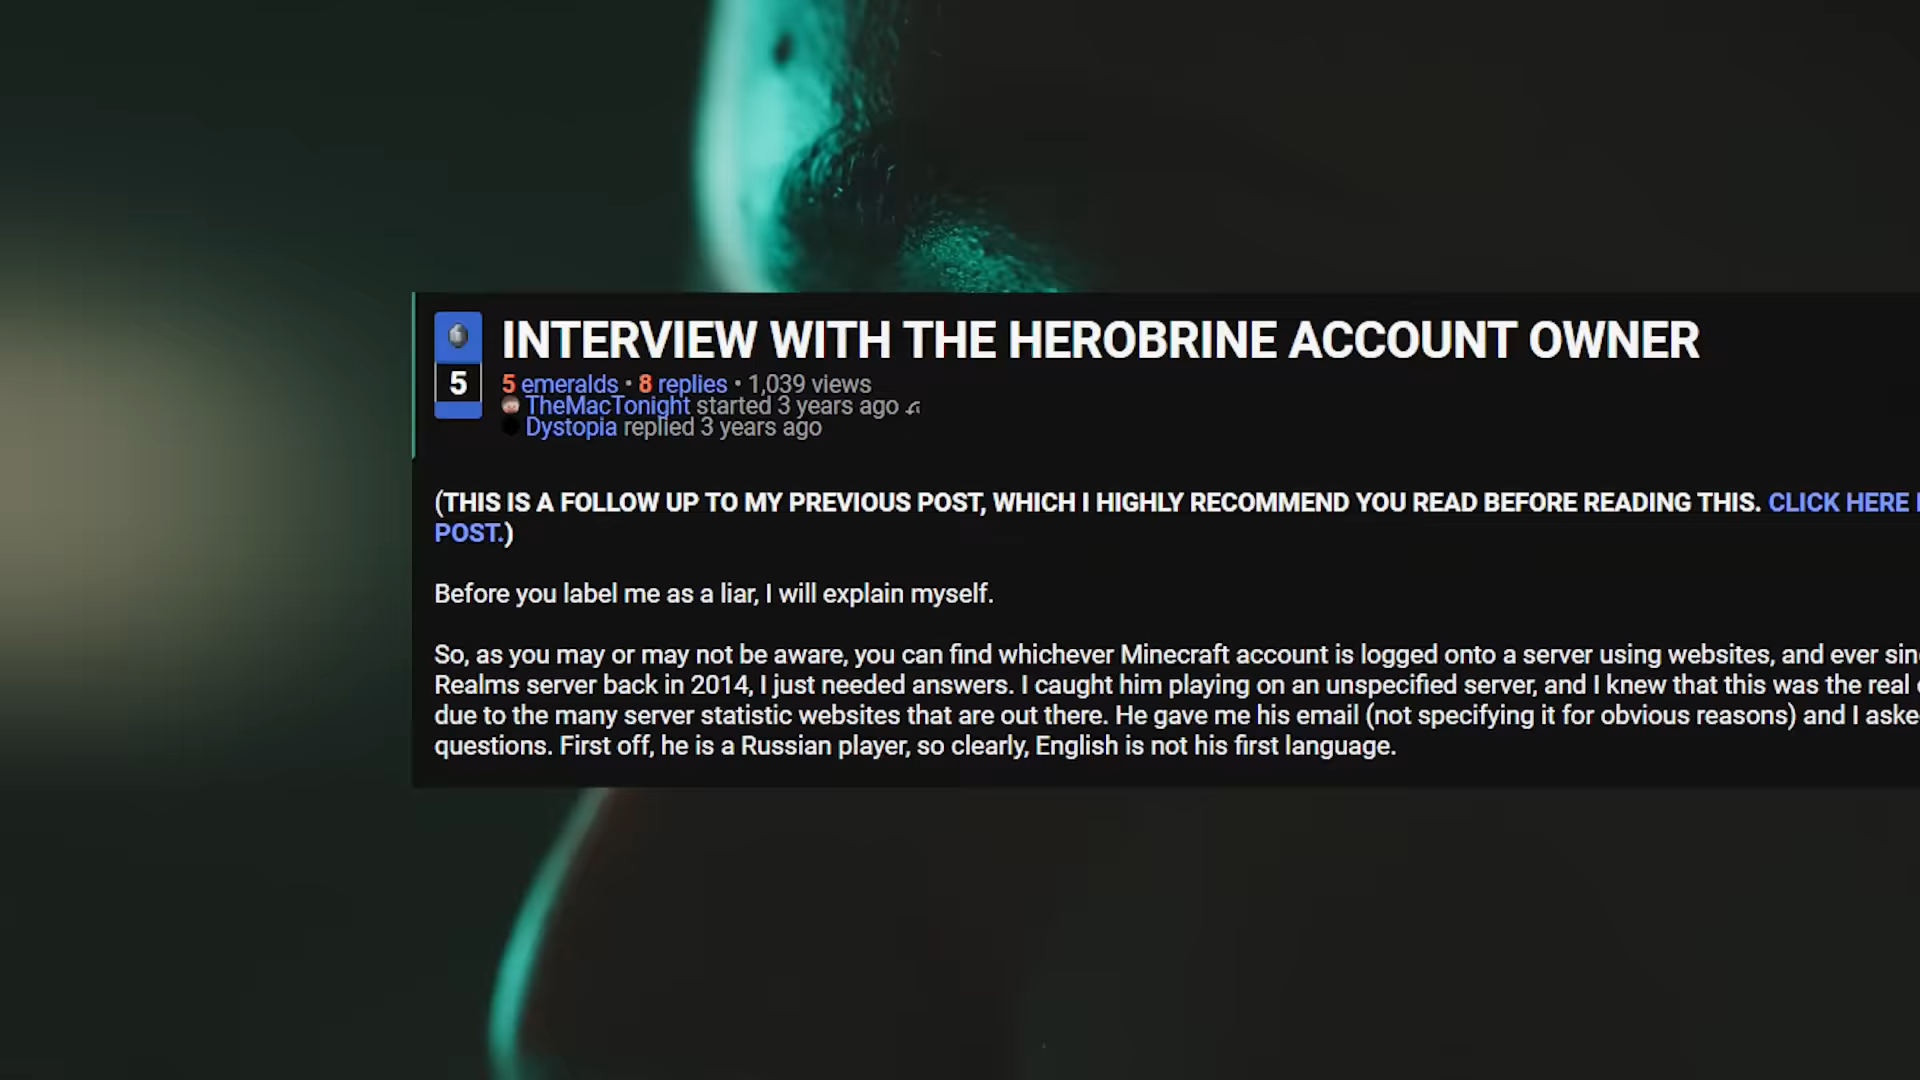 INTERVIEW WITH THE HEROBRINE ACCOUNT OWNER
5
5 emeralds • 8 replies • 1,039 views
TheMacTonight started 3 years ago
Dystopia replied 3 years ago
(THIS IS A FOLLOW UP TO MY PREVIOUS POST, WHICH I HIGHLY RECOMMEND YOU READ BEFORE READING THIS. CLICK HERE
POST.)
Before you label me as a liar, I will explain myself.
So, as you may or may not be aware, you can find whichever Minecraft account is logged onto a server using websites, and ever
Realms server back in 2014, I just needed answers. I caught him playing on an unspecified server, and I knew that this was the real
due to the many server statistic websites that are out there. He gave me his email (not specifying it for obvious reasons) and I
questions. First off, he is a Russian player, so clearly, English is not his first language.